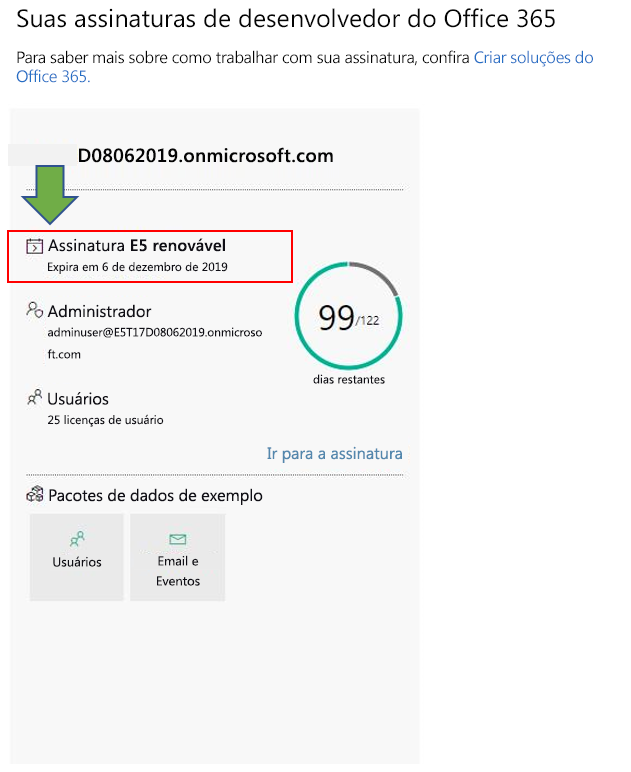 Suas assinaturas de desenvolvedor do Office 365
Para saber mais sobre como trabalhar com sua assinatura, confira Criar soluções do
Office 365.
D08062019.onmicrosoft.com
Assinatura E5 renovável
Expira em 6 de dezembro de 2019
Administrador
adminuser@E5T17D08062019.onmicroso
ft.com
99/122
dias restantes
Usuários
25 licenças de usuário
Ir para a assinatura
Pacotes de dados de exemplo
Usuários
Email e
Eventos